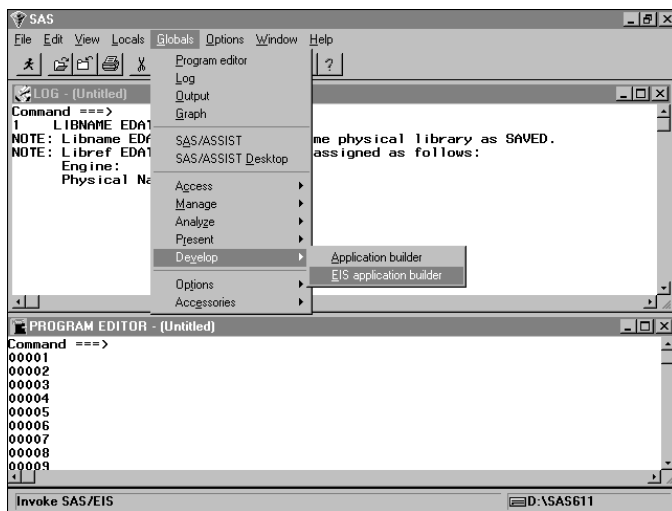 SAS
File Edit View Locals Globals Options Window Help
?
Program editor
Log
Output
Graph
SAS/ASSIST
SAS/ASSIST Desktop
Access
Manage
Analyze
Present
Develop
Options
Accessories
Application builder
EIS application builder
LOG - (Untitled)
Command ===>
1 LIBNAME EDA
NOTE: Libname EDA me physical library as SAVED.
NOTE: Libref EDA assigned as follows:
Engine:
Physical Na
PROGRAM EDITOR - (Untitled)
Command ===>
00001
00002
00003
00004
00005
00006
00007
00008
00009
Invoke SAS/EIS D:\SAS611